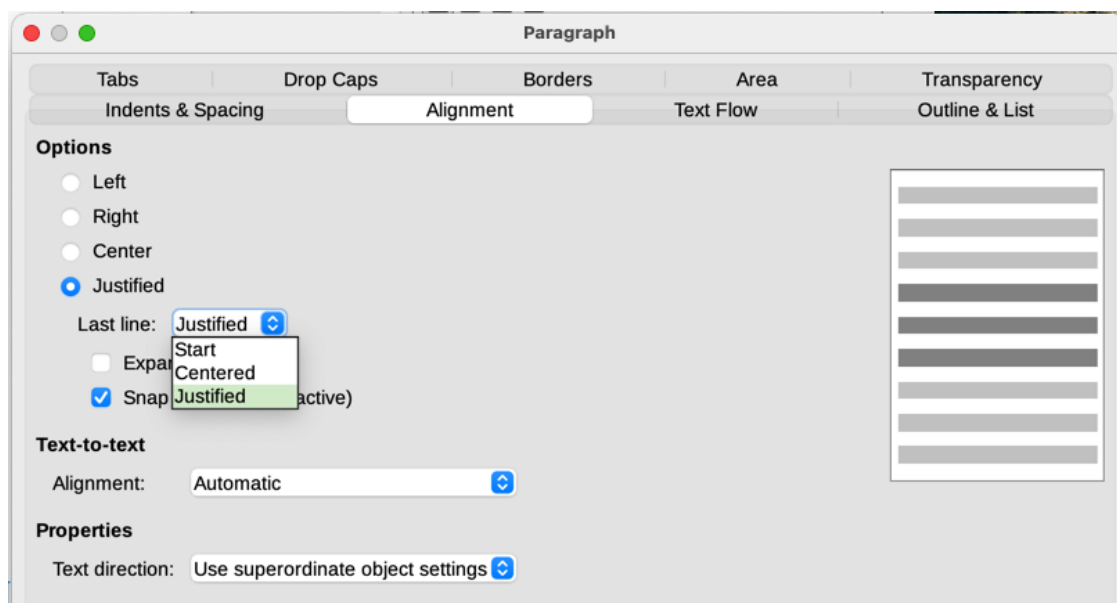 Paragraph
Tabs Drop Caps Borders Area Transparency
Indents & Spacing Alignment Text Flow Outline & List
Options
Left
Right
Center
Justified
Last line: Justified
Start
Expan
Centered
Snap Justified active)
Text-to-text
Alignment: Automatic
Properties
Text direction: Use superordinate object settings